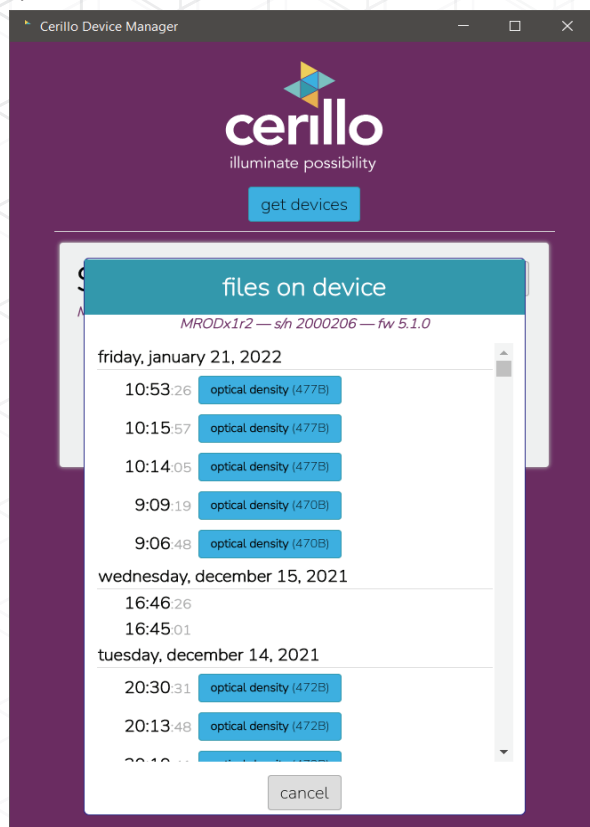 Cerillo Device Manager
cerillo
illuminate possibility
get devices
files on device
MRODx1r2 — s/n 2000206 — fw 5.1.0
friday, january 21, 2022
10:53:26 optical density (477B)
10:15:57 optical density (477B)
10:14:05 optical density (477B)
9:09:19 optical density (470B)
9:06:48 optical density (470B)
wednesday, december 15, 2021
16:46:26
16:45:01
tuesday, december 14, 2021
20:30:31 optical density (472B)
20:13:48 optical density (472B)
cancel